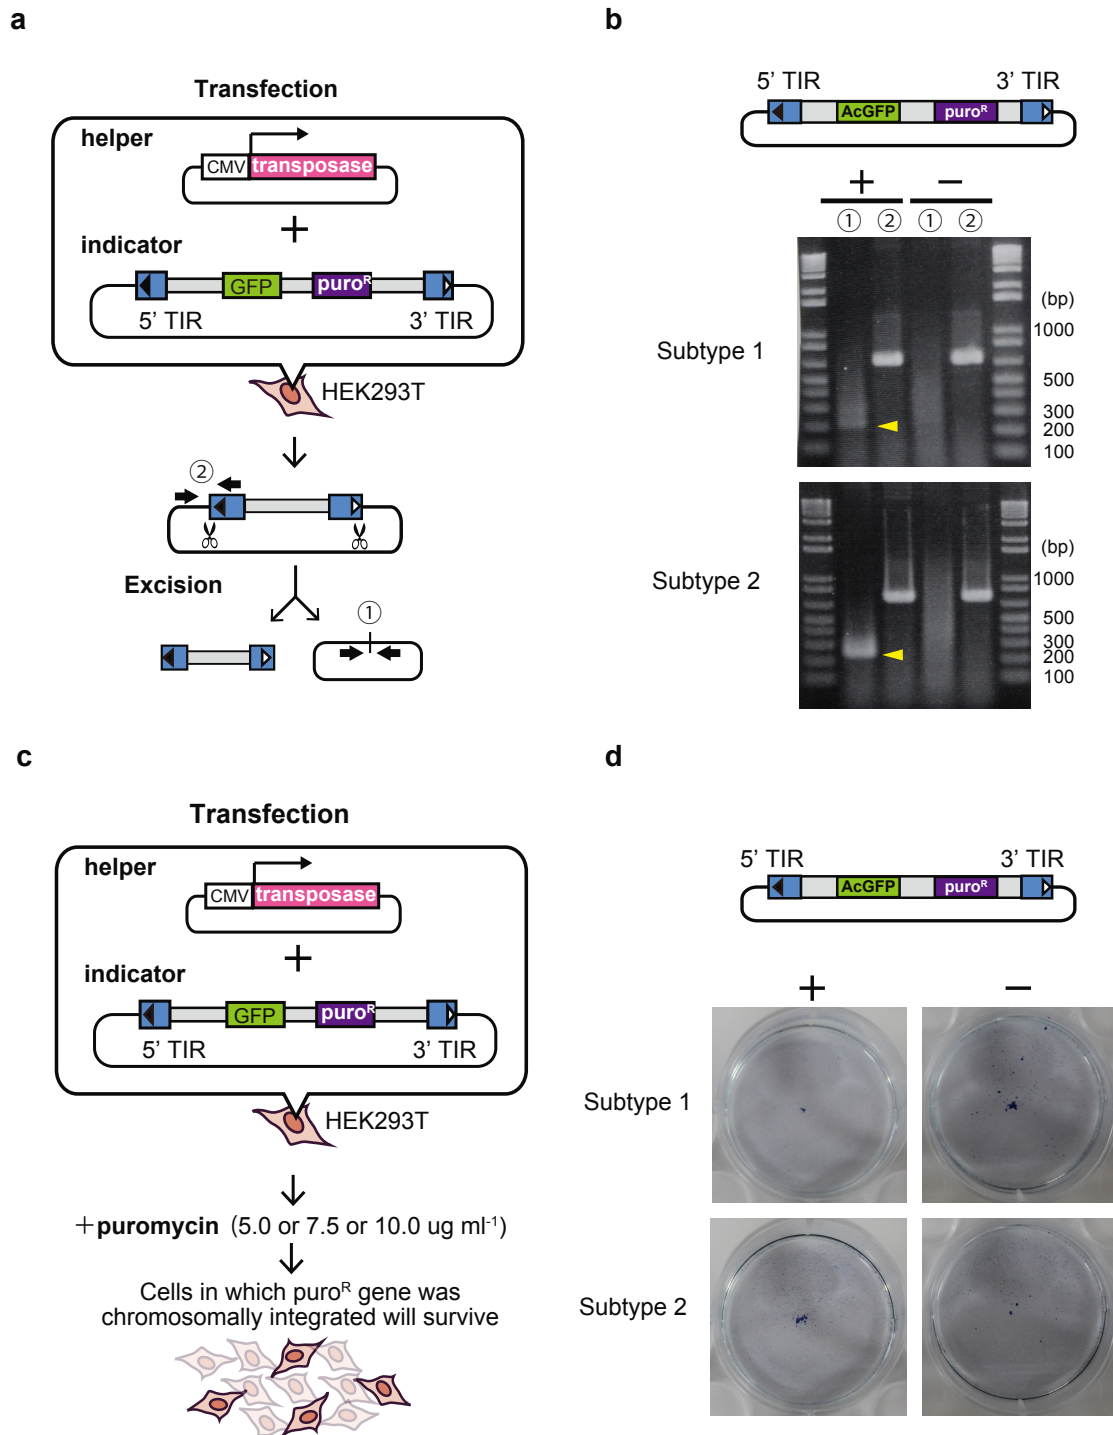 a
Transfection
helper
CMV transposase
+
indicator
GFP puroᴿ
5’ TIR 3’ TIR
HEK293T
②
Excision
①
b
5’ TIR 3’ TIR
AcGFP puroᴿ
+ −
① ② ① ②
(bp)
1000
500
300
200
100
Subtype 1
(bp)
1000
500
300
200
100
Subtype 2
c
Transfection
helper
CMV transposase
+
indicator
GFP puroᴿ
5’ TIR 3’ TIR
HEK293T
+puromycin (5.0 or 7.5 or 10.0 ug ml⁻¹)
Cells in which puroᴿ gene was
chromosomally integrated will survive
d
5’ TIR 3’ TIR
AcGFP puroᴿ
+ −
Subtype 1
Subtype 2